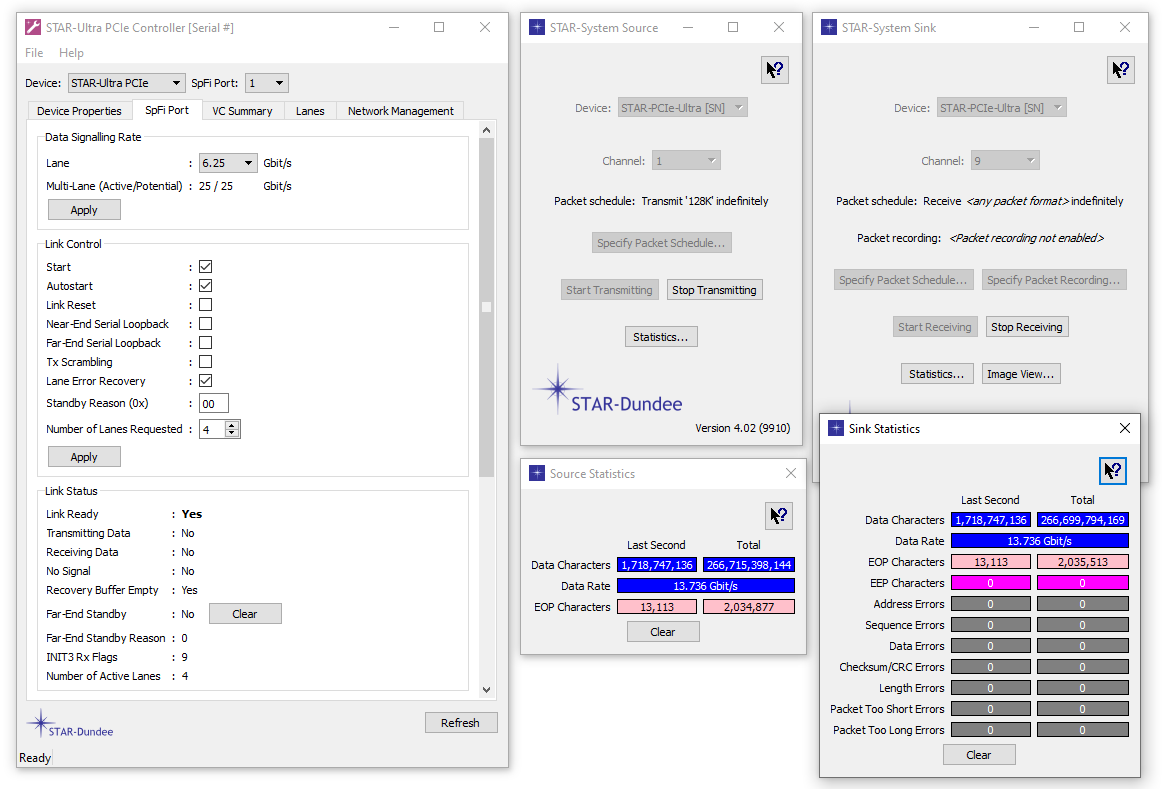 STAR-Ultra PCIe Controller [Serial #]
File Help
Device: STAR-Ultra PCIe SpFi Port: 1
Device Properties SpFi Port VC Summary Lanes Network Management
Data Signalling Rate
Lane : 6.25 Gbit/s
Multi-Lane (Active/Potential) : 25 / 25 Gbit/s
Apply
Link Control
Start :
Autostart :
Link Reset :
Near-End Serial Loopback :
Far-End Serial Loopback :
Tx Scrambling :
Lane Error Recovery :
Standby Reason (0x) : 00
Number of Lanes Requested : 4
Apply
Link Status
Link Ready : Yes
Transmitting Data : No
Receiving Data : No
No Signal : No
Recovery Buffer Empty : Yes
Far-End Standby : No Clear
Far-End Standby Reason : 0
INIT3 Rx Flags : 9
Number of Active Lanes : 4
STAR-Dundee
Refresh
Ready
STAR-System Source
Device: STAR-PCIe-Ultra [SN]
Channel: 1
Packet schedule: Transmit '128K' indefinitely
Specify Packet Schedule...
Start Transmitting Stop Transmitting
Statistics...
STAR-Dundee
Version 4.02 (9910)
Source Statistics
Last Second Total
Data Characters 1,718,747,136 266,715,398,144
Data Rate 13.736 Gbit/s
EOP Characters 13,113 2,034,877
Clear
STAR-System Sink
Device: STAR-PCIe-Ultra [SN]
Channel: 9
Packet schedule: Receive <any packet format> indefinitely
Packet recording: <Packet recording not enabled>
Specify Packet Schedule... Specify Packet Recording...
Start Receiving Stop Receiving
Statistics... Image View...
Sink Statistics
Last Second Total
Data Characters 1,718,747,136 266,699,794,169
Data Rate 13.736 Gbit/s
EOP Characters 13,113 2,035,513
EEP Characters 0 0
Address Errors 0 0
Sequence Errors 0 0
Data Errors 0 0
Checksum/CRC Errors 0 0
Length Errors 0 0
Packet Too Short Errors 0 0
Packet Too Long Errors 0 0
Clear